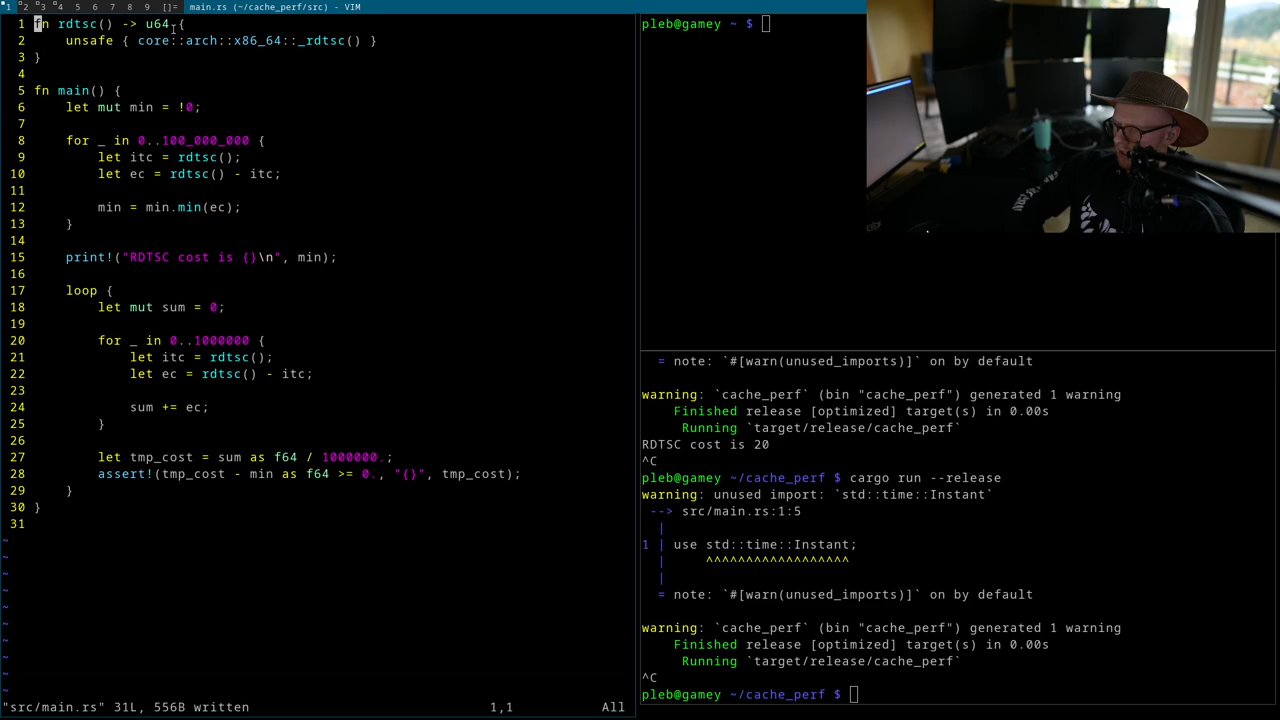 1 2 3 4 5 6 7 8 9 []= main.rs (~/cache_perf/src) - VIM
1 fn rdtsc() -> u64 {
2     unsafe { core::arch::x86_64::_rdtsc() }
3 }
4
5 fn main() {
6     let mut min = !0;
7
8     for _ in 0..100_000_000 {
9         let itc = rdtsc();
10         let ec = rdtsc() - itc;
11
12         min = min.min(ec);
13     }
14
15     print!("RDTSC cost is {}\n", min);
16
17     loop {
18         let mut sum = 0;
19
20         for _ in 0..1000000 {
21             let itc = rdtsc();
22             let ec = rdtsc() - itc;
23
24             sum += ec;
25         }
26
27         let tmp_cost = sum as f64 / 1000000.;
28         assert!(tmp_cost - min as f64 >= 0., "{}", tmp_cost);
29     }
30 }
31
~
~
~
~
~
~
~
~
~
~
"src/main.rs" 31L, 556B written 1,1 All
pleb@gamey ~ $
= note: `#[warn(unused_imports)]` on by default
warning: `cache_perf` (bin "cache_perf") generated 1 warning
Finished release [optimized] target(s) in 0.00s
Running `target/release/cache_perf`
RDTSC cost is 20
^C
pleb@gamey ~/cache_perf $ cargo run --release
warning: unused import: `std::time::Instant`
--> src/main.rs:1:5
|
1 | use std::time::Instant;
|     ^^^^^^^^^^^^^^^^^^
|
= note: `#[warn(unused_imports)]` on by default
warning: `cache_perf` (bin "cache_perf") generated 1 warning
Finished release [optimized] target(s) in 0.00s
Running `target/release/cache_perf`
^C
pleb@gamey ~/cache_perf $